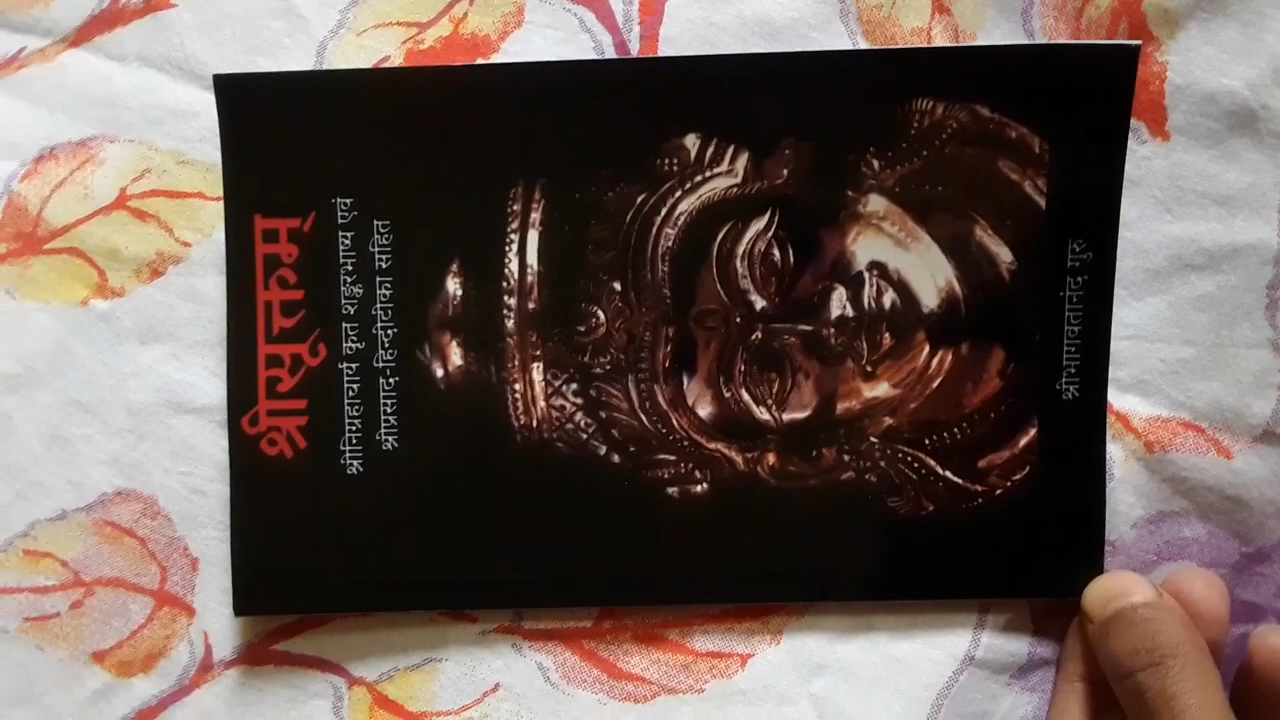 श्रीसूक्तम्
श्रीनिग्रहाचार्य कृत शङ्करभाष्य एवं
श्रीप्रसाद-हिन्दीटीका सहित
श्रीभागवतानंद गुरु